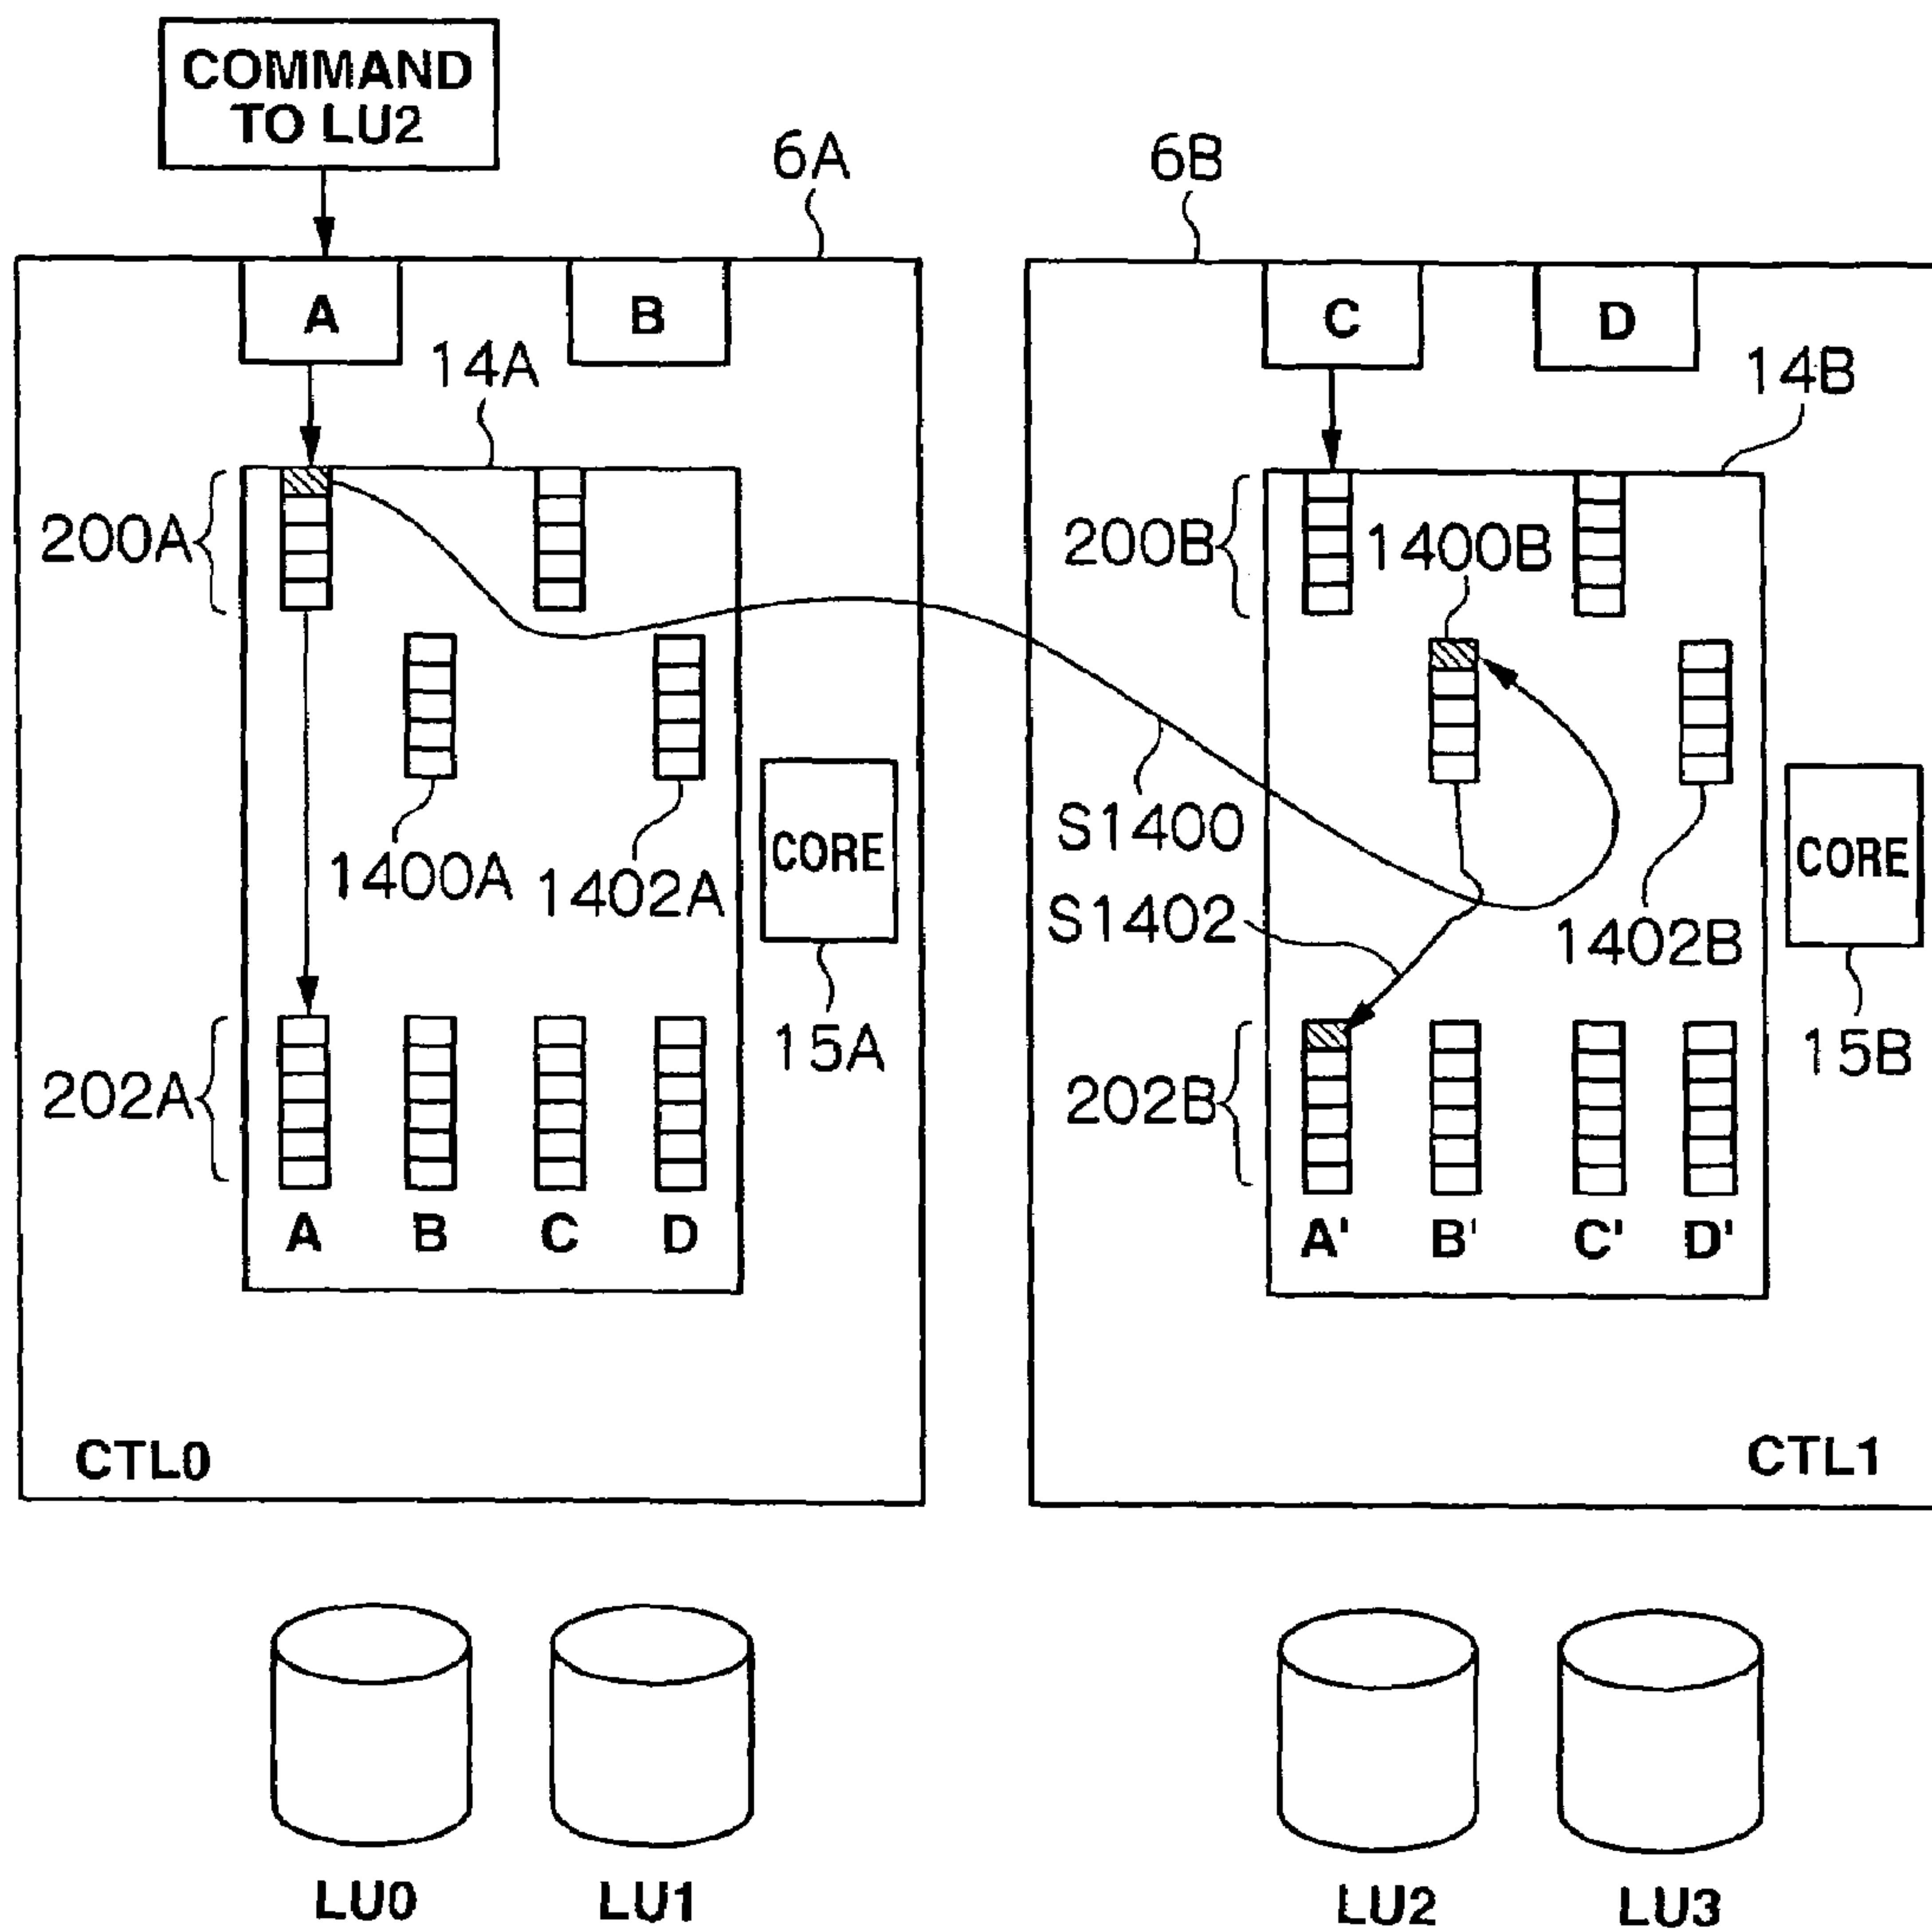 COMMAND
TO LU2
6A
6B
A
B
C
D
14A
14B
200A
200B
1400B
1400A
1402A
CORE
S1400
S1402
1402B
CORE
15A
15B
202A
202B
A
B
C
D
A'
B'
C'
D'
CTL0
CTL1
LU0
LU1
LU2
LU3